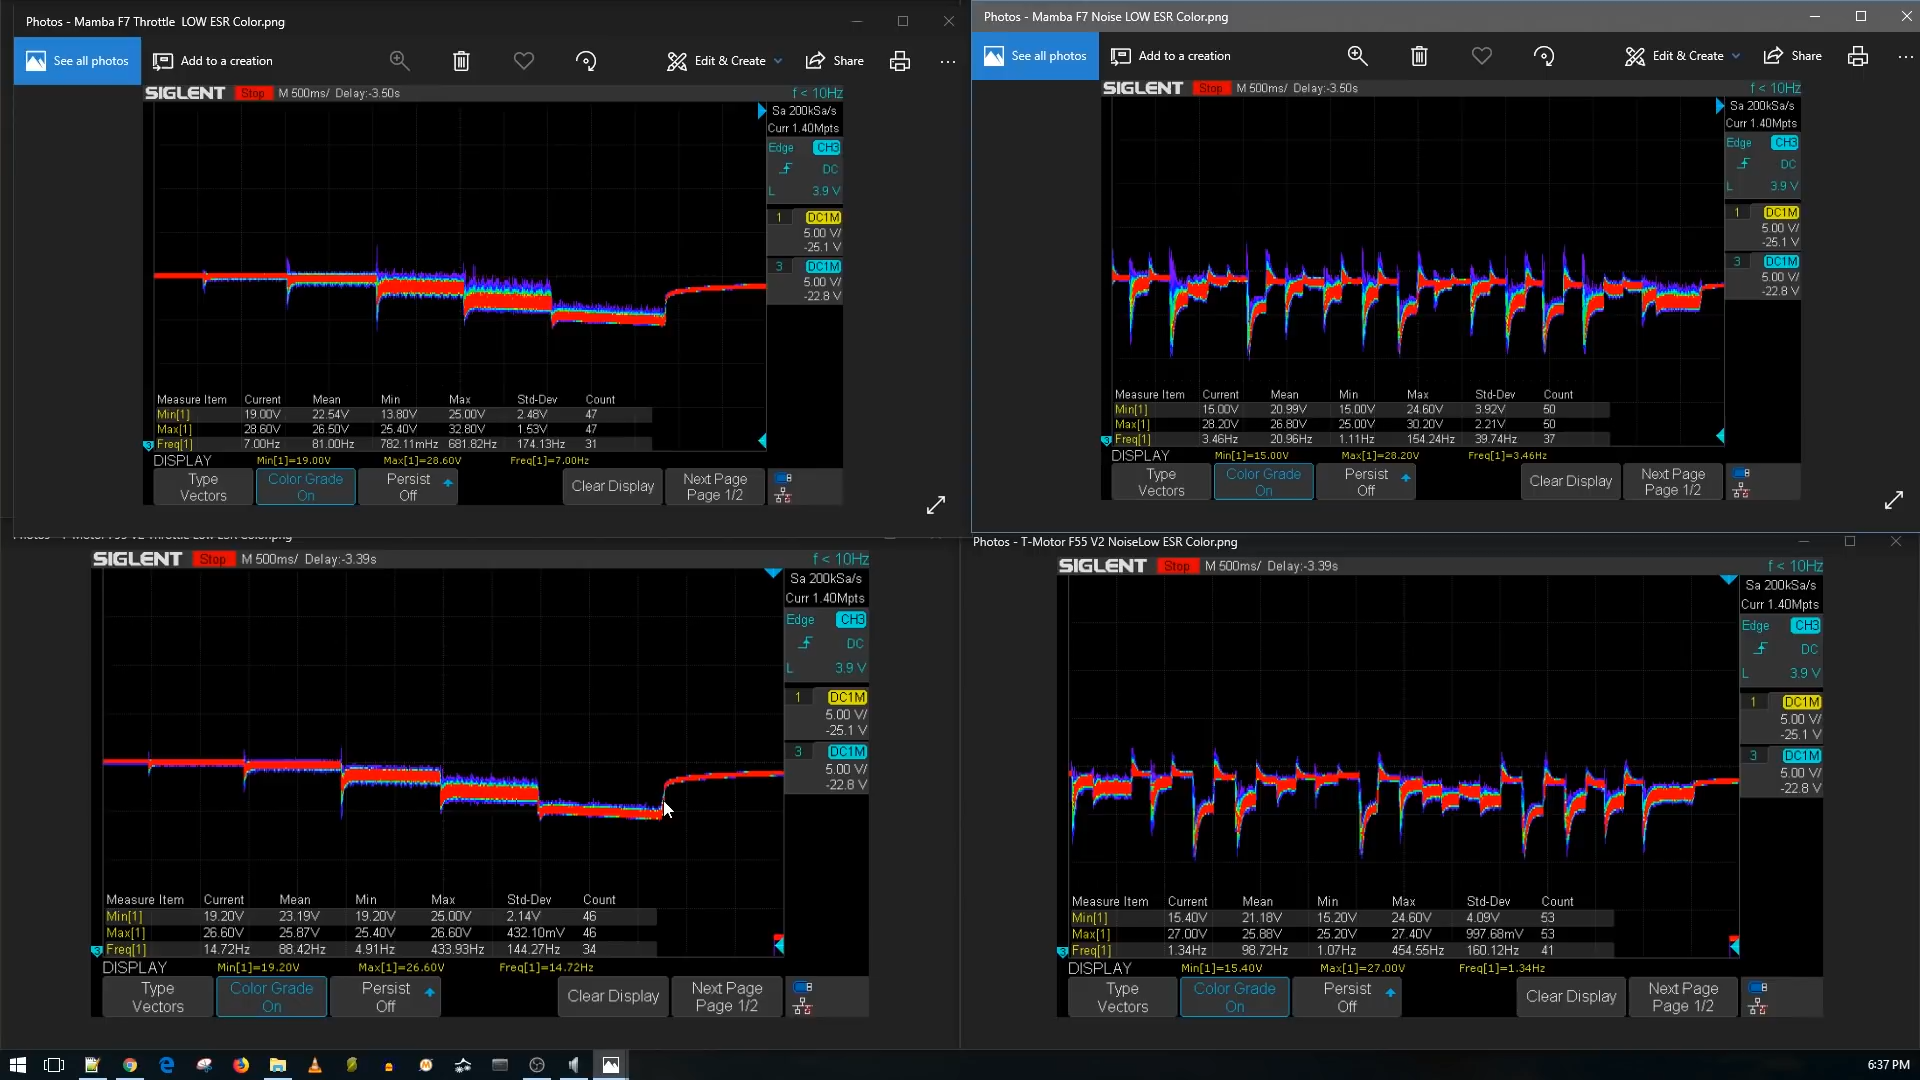 Photos - Mamba F7 Throttle  LOW ESR Color.png
See all photos
Add to a creation
Edit & Create
Share
SIGLENT Stop M 500ms/ Delay:-3.50s f < 10Hz
Sa 200kSa/s
Curr 1.40Mpts
Edge CH3
DC
L 3.9 V
1 DC1M
5.00 V/
-25.1 V
3 DC1M
5.00 V/
-22.8 V
Measure Item Current Mean Min Max Std-Dev Count
Min[1] 19.00V 22.54V 13.80V 25.00V 2.48V 47
Max[1] 28.60V 26.50V 25.40V 32.80V 1.53V 47
3 Freq[1] 7.00Hz 81.00Hz 782.11mHz 681.82Hz 174.13Hz 31
DISPLAY Min[1]=19.00V Max[1]=28.60V Freq[1]=7.00Hz
Type Color Grade Persist Clear Display Next Page
Vectors On Off Page 1/2
Photos - Mamba F7 Noise LOW ESR Color.png
See all photos
Add to a creation
Edit & Create
Share
SIGLENT Stop M 500ms/ Delay:-3.50s f < 10Hz
Sa 200kSa/s
Curr 1.40Mpts
Edge CH3
DC
L 3.9 V
1 DC1M
5.00 V/
-25.1 V
3 DC1M
5.00 V/
-22.8 V
Measure Item Current Mean Min Max Std-Dev Count
Min[1] 15.00V 20.99V 15.00V 24.60V 3.92V 50
Max[1] 28.20V 26.80V 25.00V 30.20V 2.21V 50
3 Freq[1] 3.46Hz 20.96Hz 1.11Hz 154.24Hz 39.74Hz 37
DISPLAY Min[1]=15.00V Max[1]=28.20V Freq[1]=3.46Hz
Type Color Grade Persist Clear Display Next Page
Vectors On Off Page 1/2
Photos - T-Motor F55 V2 Throttle Low ESR Color.png
SIGLENT Stop M 500ms/ Delay:-3.39s f < 10Hz
Sa 200kSa/s
Curr 1.40Mpts
Edge CH3
DC
L 3.9 V
1 DC1M
5.00 V/
-25.1 V
3 DC1M
5.00 V/
-22.8 V
Measure Item Current Mean Min Max Std-Dev Count
Min[1] 19.20V 23.19V 19.20V 25.00V 2.14V 46
Max[1] 26.60V 25.87V 25.40V 26.60V 432.10mV 46
3 Freq[1] 14.72Hz 88.42Hz 4.91Hz 433.93Hz 144.27Hz 34
DISPLAY Min[1]=19.20V Max[1]=26.60V Freq[1]=14.72Hz
Type Color Grade Persist Clear Display Next Page
Vectors On Off Page 1/2
Photos - T-Motor F55 V2 NoiseLow ESR Color.png
SIGLENT Stop M 500ms/ Delay:-3.39s f < 10Hz
Sa 200kSa/s
Curr 1.40Mpts
Edge CH3
DC
L 3.9 V
1 DC1M
5.00 V/
-25.1 V
3 DC1M
5.00 V/
-22.8 V
Measure Item Current Mean Min Max Std-Dev Count
Min[1] 15.40V 21.18V 15.20V 24.60V 4.09V 53
Max[1] 27.00V 25.88V 25.20V 27.40V 997.68mV 53
3 Freq[1] 1.34Hz 98.72Hz 1.07Hz 454.55Hz 160.12Hz 41
DISPLAY Min[1]=15.40V Max[1]=27.00V Freq[1]=1.34Hz
Type Color Grade Persist Clear Display Next Page
Vectors On Off Page 1/2
6:37 PM